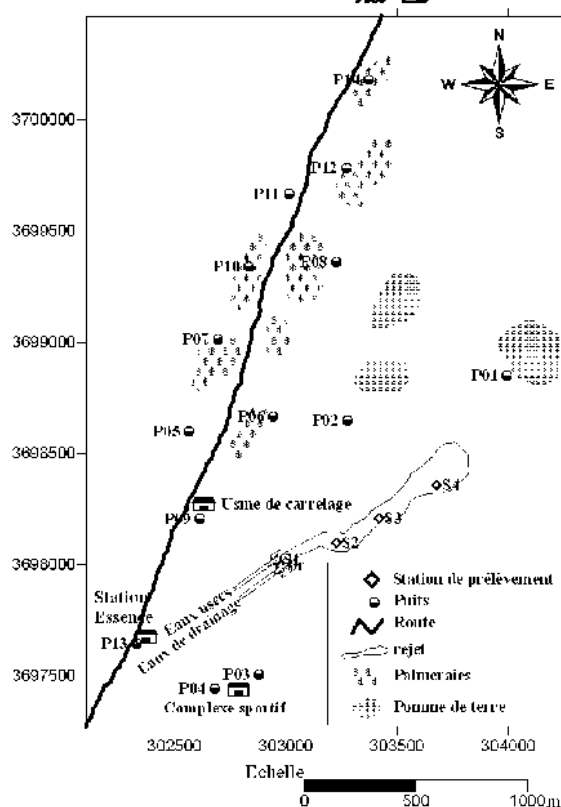 N
W E
S
3700000
3699500
3699000
3698500
3698000
3697500
P14
P12
P11
P08
P10
P07
P01
P06
P02
P05
Usine de carrelage
P09
S4
S3
S2
S1
Eaux users
Eaux de drainage
Station
Essence
P13
P03
P04
Complexe sportif
Station de prélèvement
Puits
Route
rejet
Palmeraies
Pomme de terre
302500 303000 303500 304000
Echelle
0 500 1000m